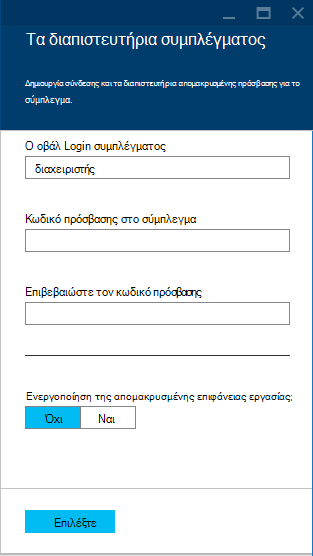 Τα διαπιστευτήρια συμπλέγματος
Δημιουργία σύνδεσης και τα διαπιστευτήρια απομακρυσμένης πρόσβασης για το
σύμπλεγμα.
Ο οβάλ Login συμπλέγματος
διαχειριστής
Κωδικό πρόσβασης στο σύμπλεγμα
Επιβεβαιώστε τον κωδικό πρόσβασης
Ενεργοποίηση της απομακρυσμένης επιφάνειας εργασίας;
Όχι Ναι
Επιλέξτε